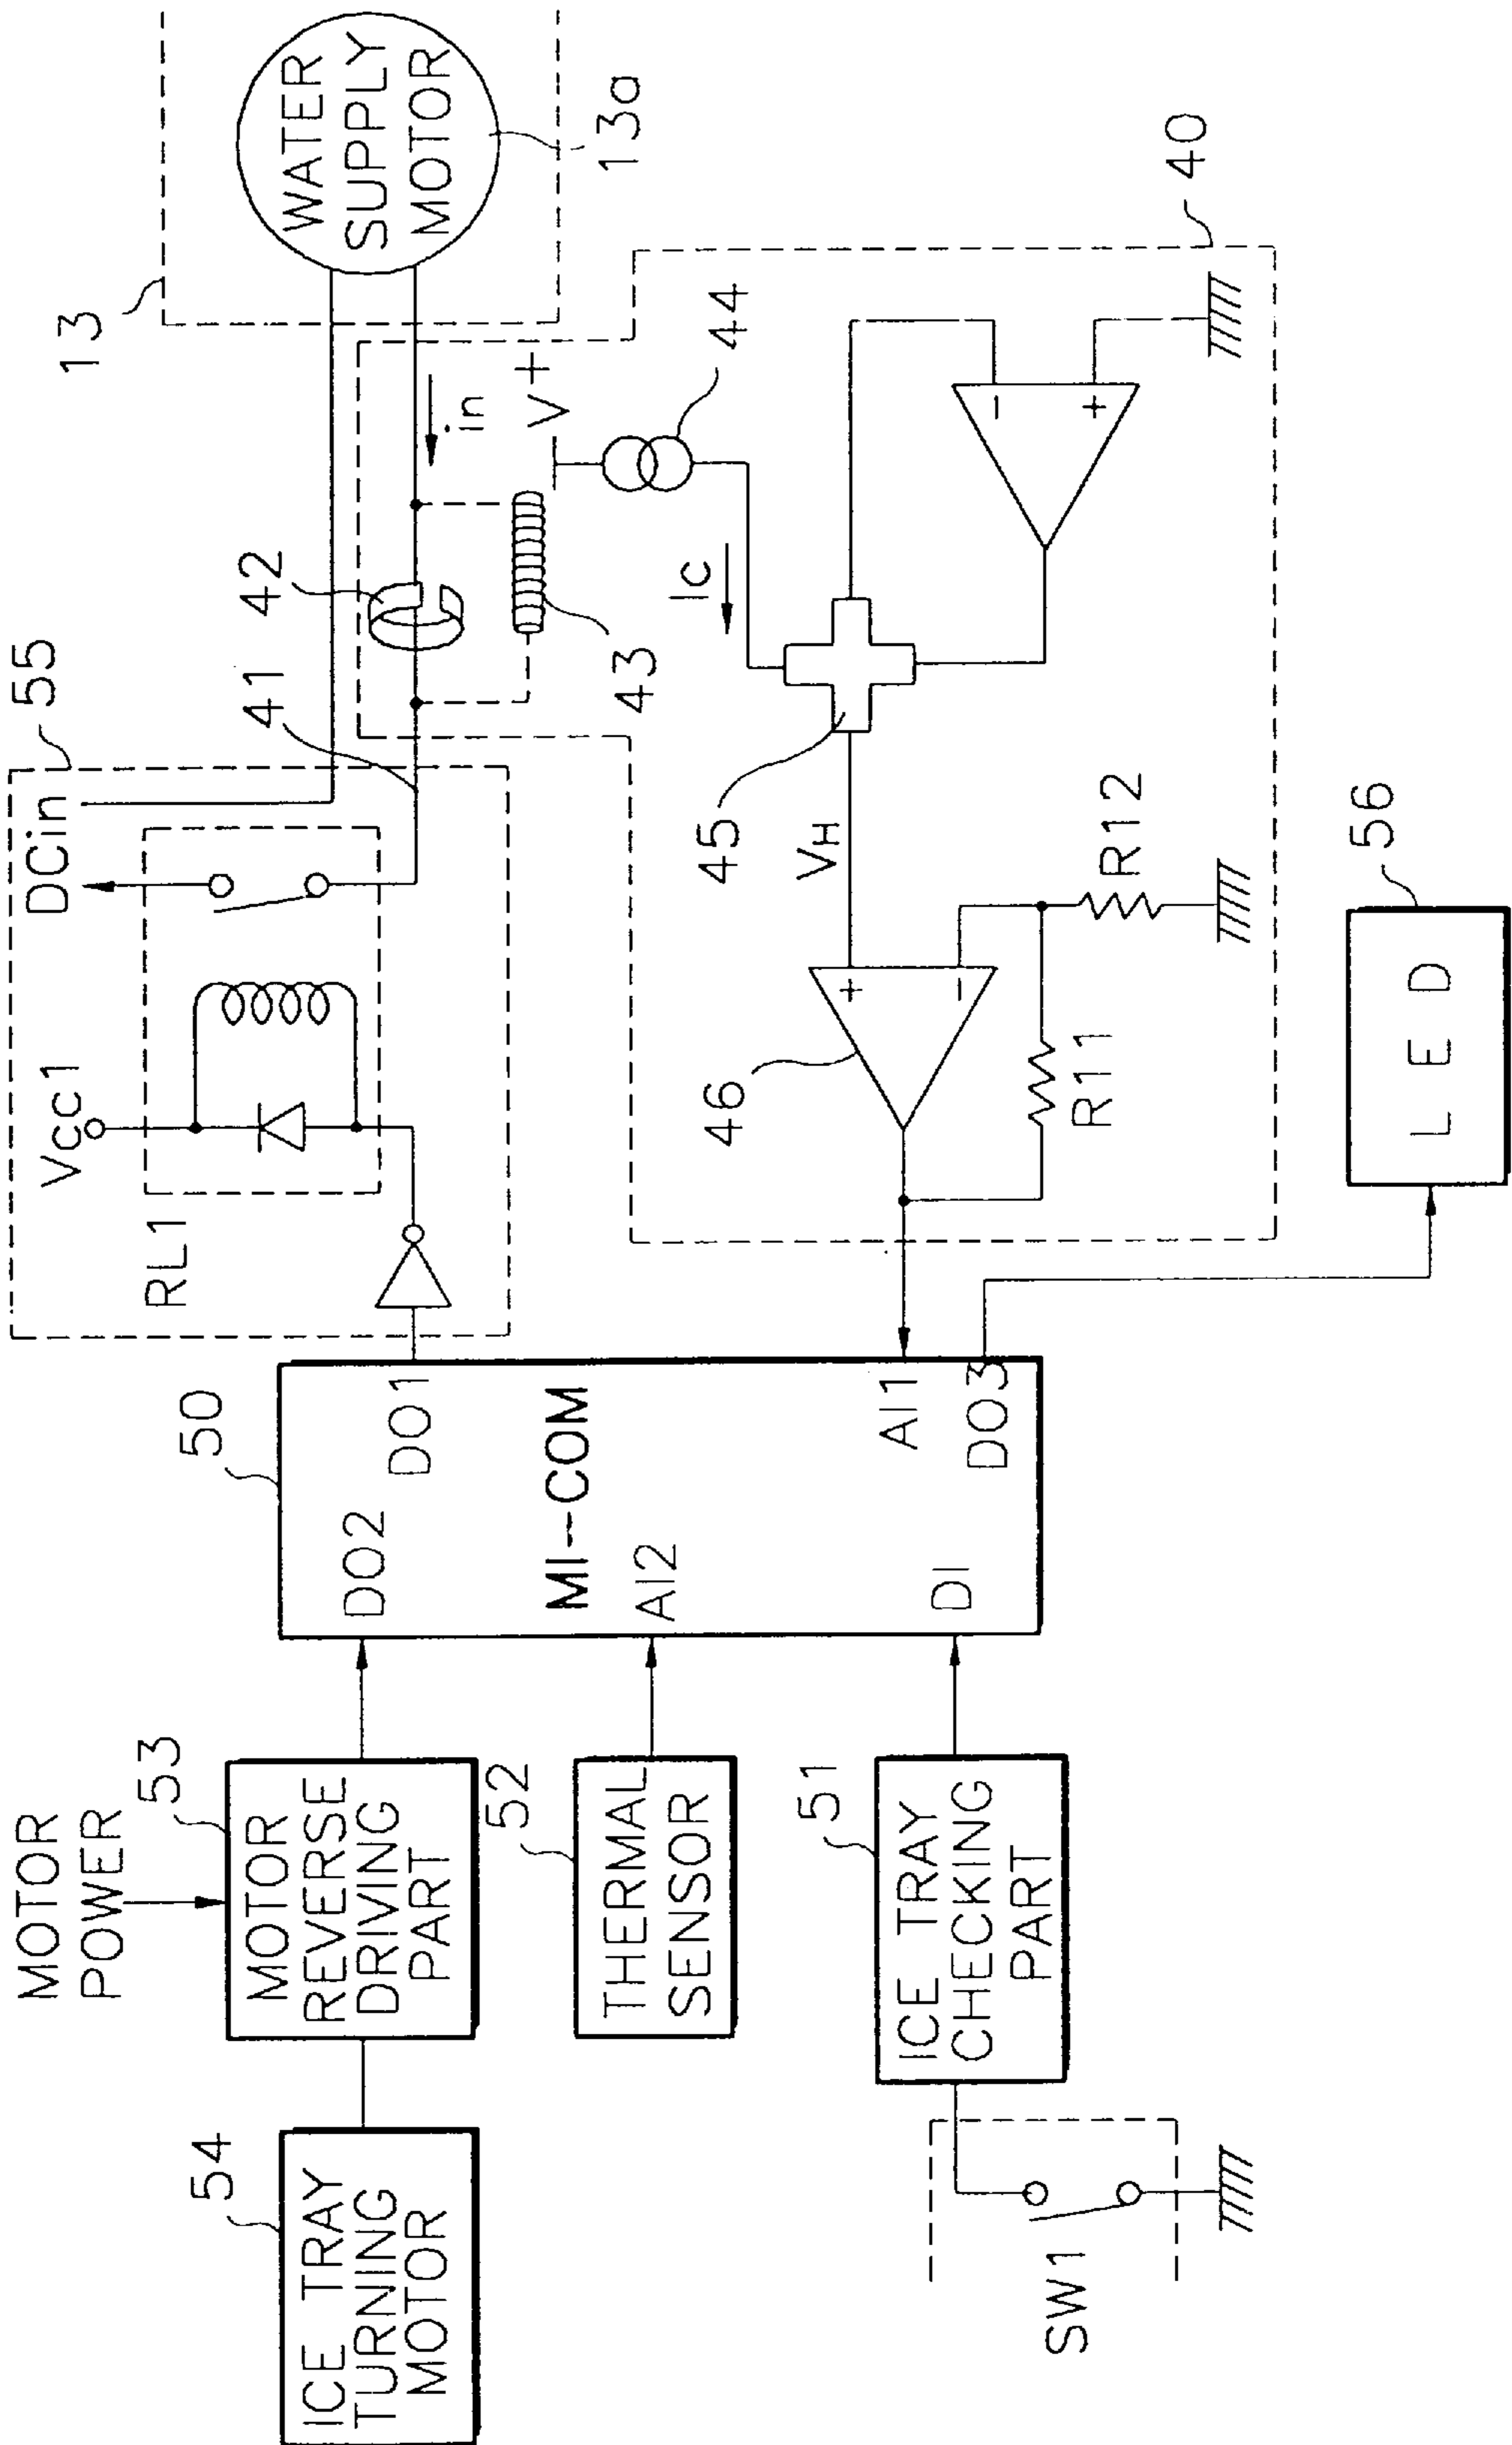 MOTOR
POWER
54
ICE TRAY
TURNING
MOTOR
53
MOTOR
REVERSE
DRIVING
PART
52
THERMAL
SENSOR
51
ICE TRAY
CHECKING
PART
SW1
50
DO2
DO1
MI-COM
AI2
AI1
DI
DO3
55
Vcc1
RL1
DCin
41
42
43
in
V+
44
Ic
45
VH
46
R11
R12
40
56
LED
13
WATER
SUPPLY
MOTOR
13a